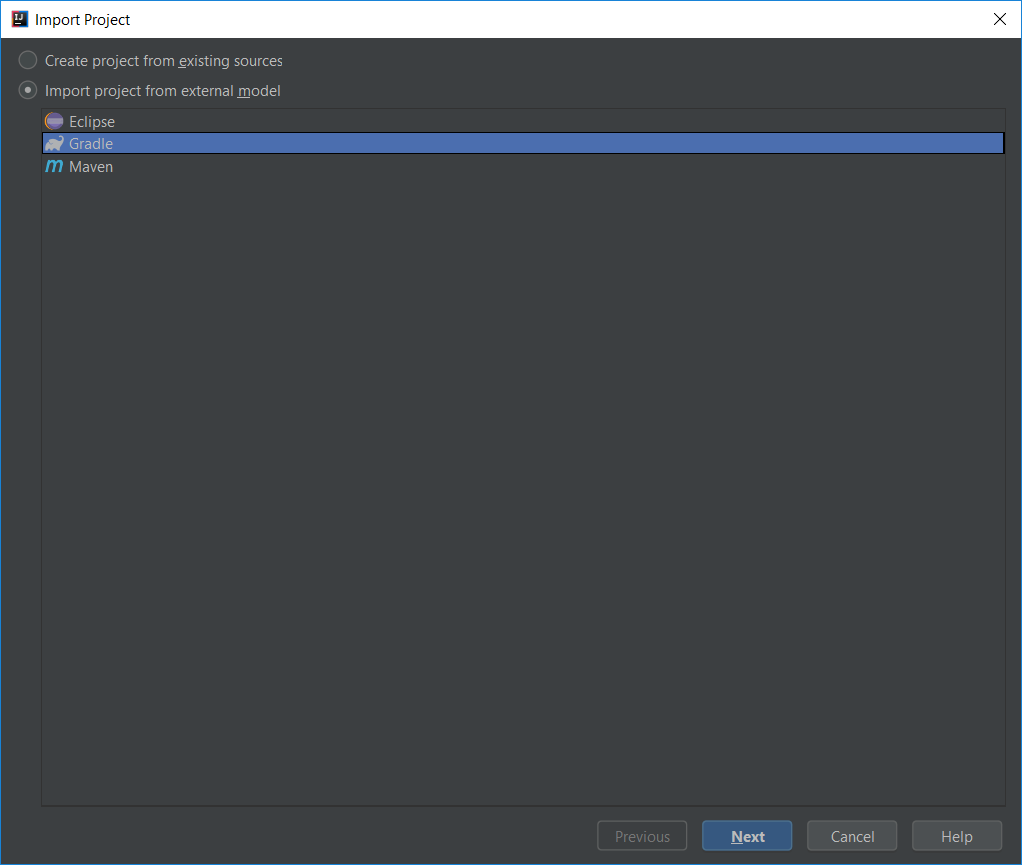 Import Project
Create project from existing sources
Import project from external model
Eclipse
Gradle
m Maven
Previous Next Cancel Help